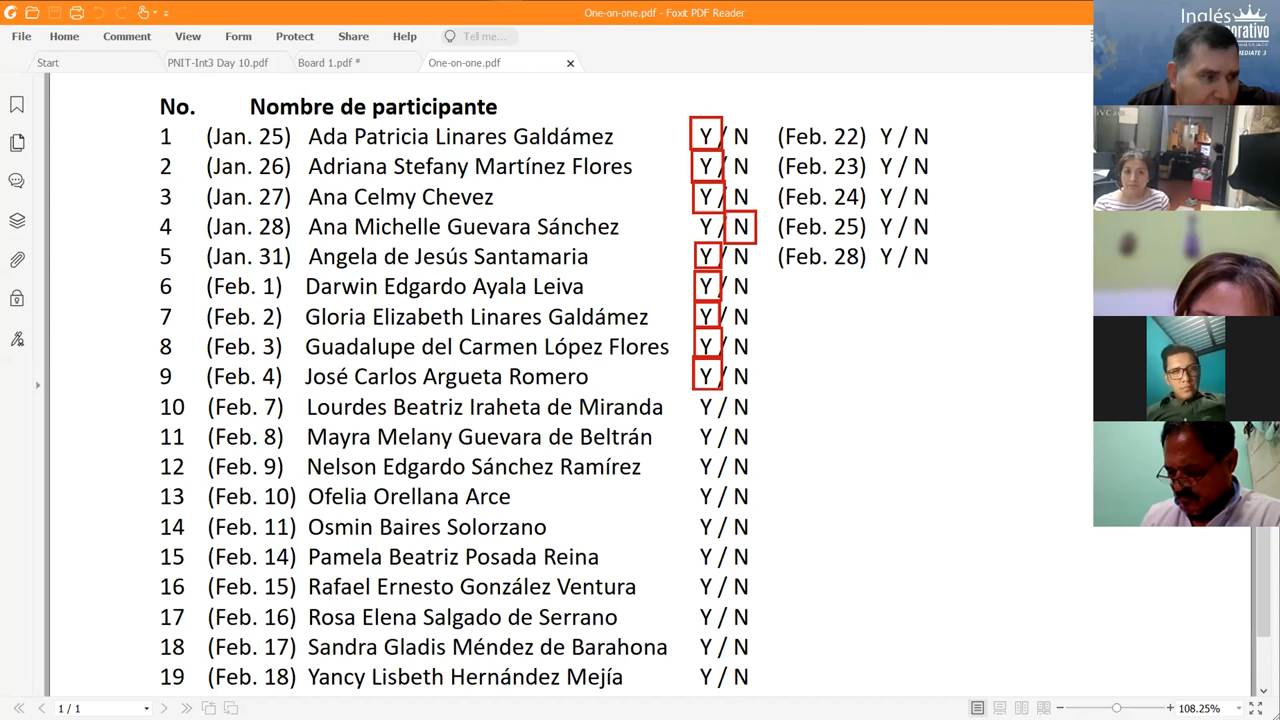 One-on-one.pdf - Foxit PDF Reader
File Home Comment View Form Protect Share Help Tell me...
Start PNIT-Int3 Day 10.pdf Board 1.pdf * One-on-one.pdf
Inglés
No. Nombre de participante
1 (Jan. 25) Ada Patricia Linares Galdámez Y / N (Feb. 22) Y / N
2 (Jan. 26) Adriana Stefany Martínez Flores Y / N (Feb. 23) Y / N
3 (Jan. 27) Ana Celmy Chevez Y / N (Feb. 24) Y / N
4 (Jan. 28) Ana Michelle Guevara Sánchez Y / N (Feb. 25) Y / N
5 (Jan. 31) Angela de Jesús Santamaria Y / N (Feb. 28) Y / N
6 (Feb. 1) Darwin Edgardo Ayala Leiva Y / N
7 (Feb. 2) Gloria Elizabeth Linares Galdámez Y / N
8 (Feb. 3) Guadalupe del Carmen López Flores Y / N
9 (Feb. 4) José Carlos Argueta Romero Y / N
10 (Feb. 7) Lourdes Beatriz Iraheta de Miranda Y / N
11 (Feb. 8) Mayra Melany Guevara de Beltrán Y / N
12 (Feb. 9) Nelson Edgardo Sánchez Ramírez Y / N
13 (Feb. 10) Ofelia Orellana Arce Y / N
14 (Feb. 11) Osmin Baires Solorzano Y / N
15 (Feb. 14) Pamela Beatriz Posada Reina Y / N
16 (Feb. 15) Rafael Ernesto González Ventura Y / N
17 (Feb. 16) Rosa Elena Salgado de Serrano Y / N
18 (Feb. 17) Sandra Gladis Méndez de Barahona Y / N
19 (Feb. 18) Yancy Lisbeth Hernández Mejía Y / N
1 / 1 108.25%